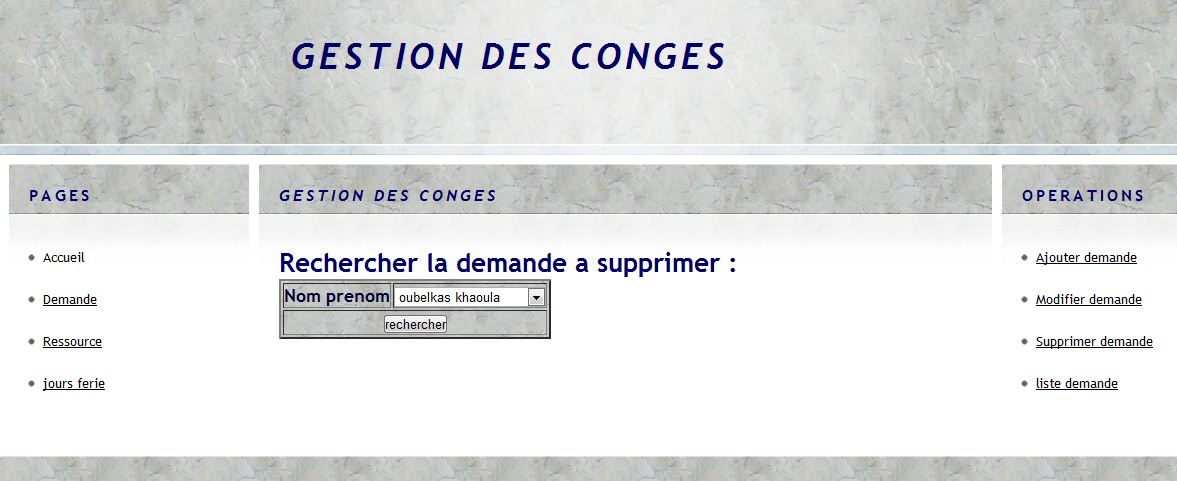 GESTION DES CONGES
PAGES
Accueil
Demande
Ressource
jours ferie
GESTION DES CONGES
Rechercher la demande a supprimer :
Nom prenom oubelkas khaoula
rechercher
OPERATIONS
Ajouter demande
Modifier demande
Supprimer demande
liste demande